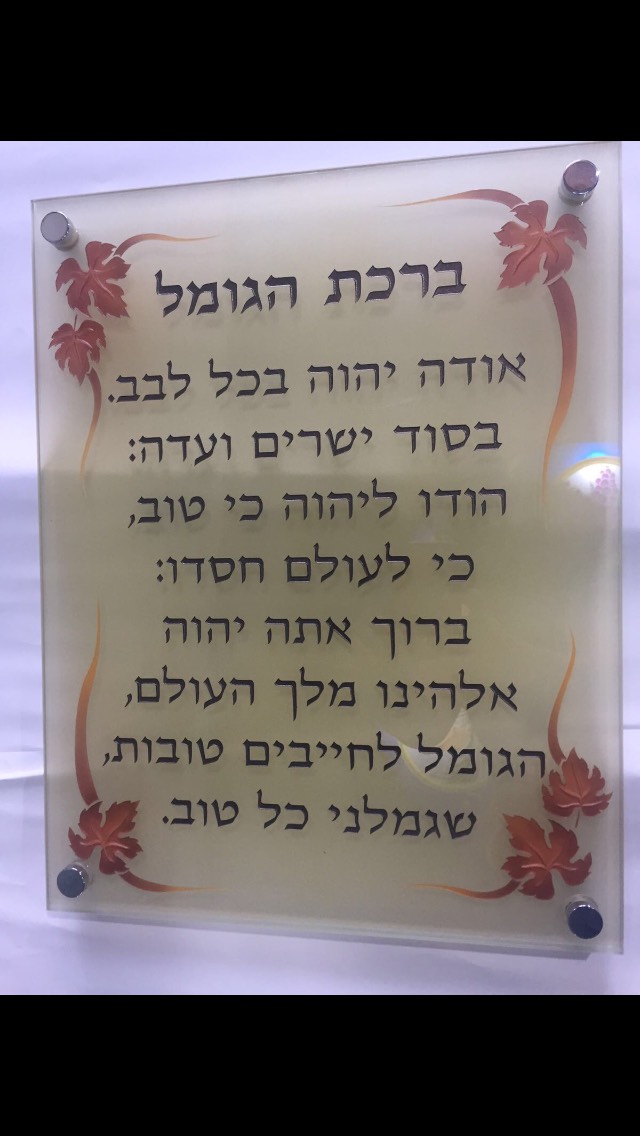 ברכת הגומל
אודה יהוה בכל לבב.
בסוד ישרים ועדה:
הודו ליהוה כי טוב,
כי לעולם חסדו:
ברוך אתה יהוה
אלהינו מלך העולם,
הגומל לחייבים טובות,
שגמלני כל טוב.